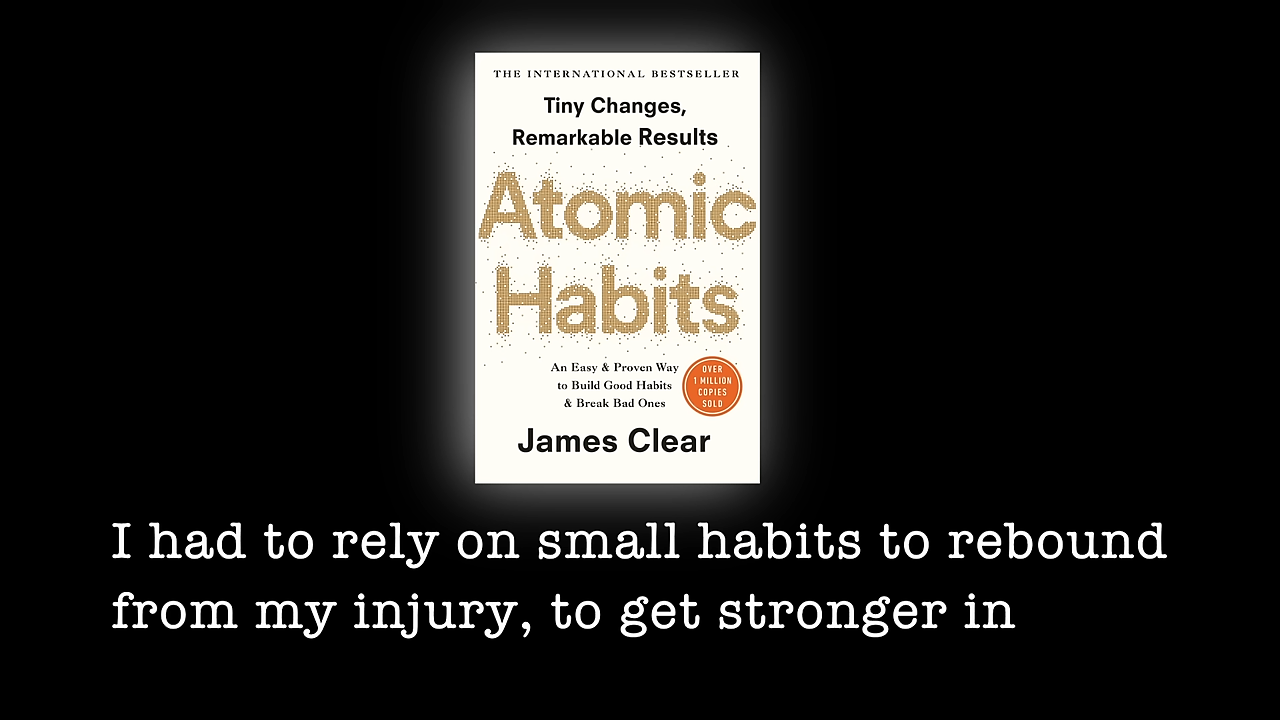 THE INTERNATIONAL BESTSELLER
Tiny Changes,
Remarkable Results
Atomic
Habits
An Easy & Proven Way
to Build Good Habits
& Break Bad Ones
OVER
1 MILLION
COPIES
SOLD
James Clear
I had to rely on small habits to rebound
from my injury, to get stronger in